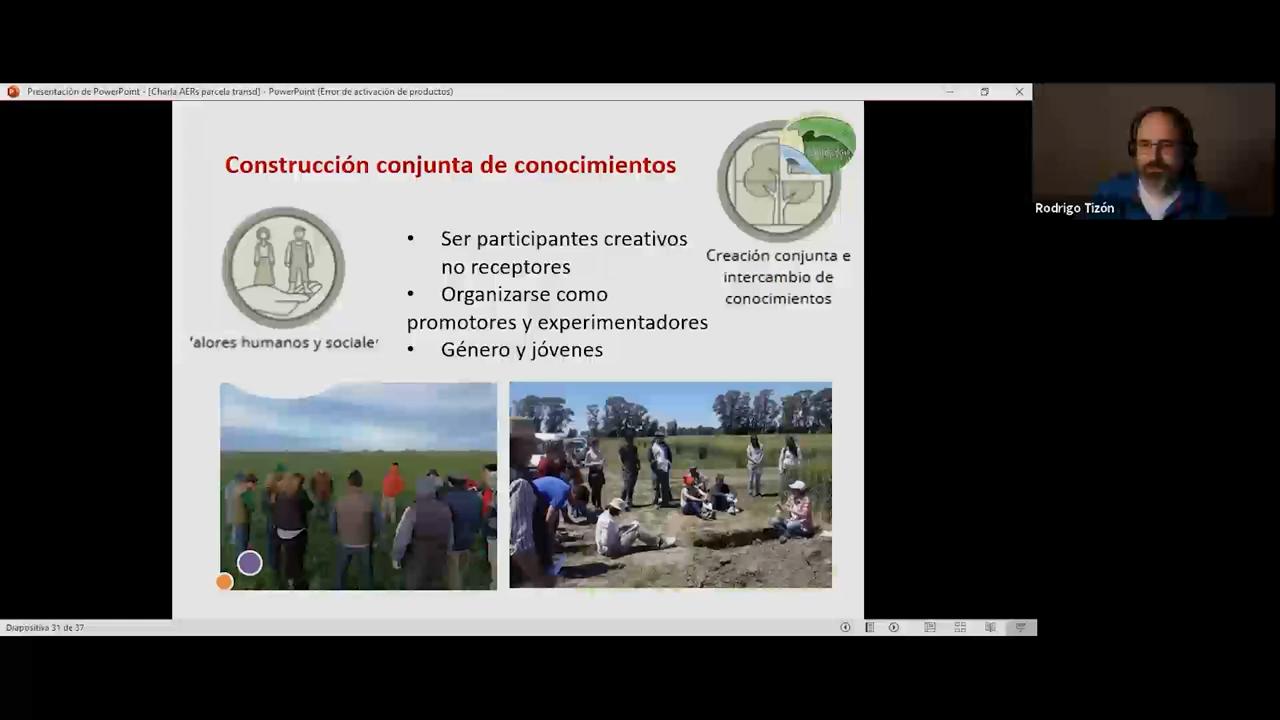 Presentación de PowerPoint - [Charla AERs parcela transd] - PowerPoint (Error de activación de productos)
Construcción conjunta de conocimientos
• Ser participantes creativos
no receptores
• Organizarse como
promotores y experimentadores
• Género y jóvenes
alores humanos y sociale
Creación conjunta e
intercambio de
conocimientos
Rodrigo Tizón
Diapositiva 31 de 37